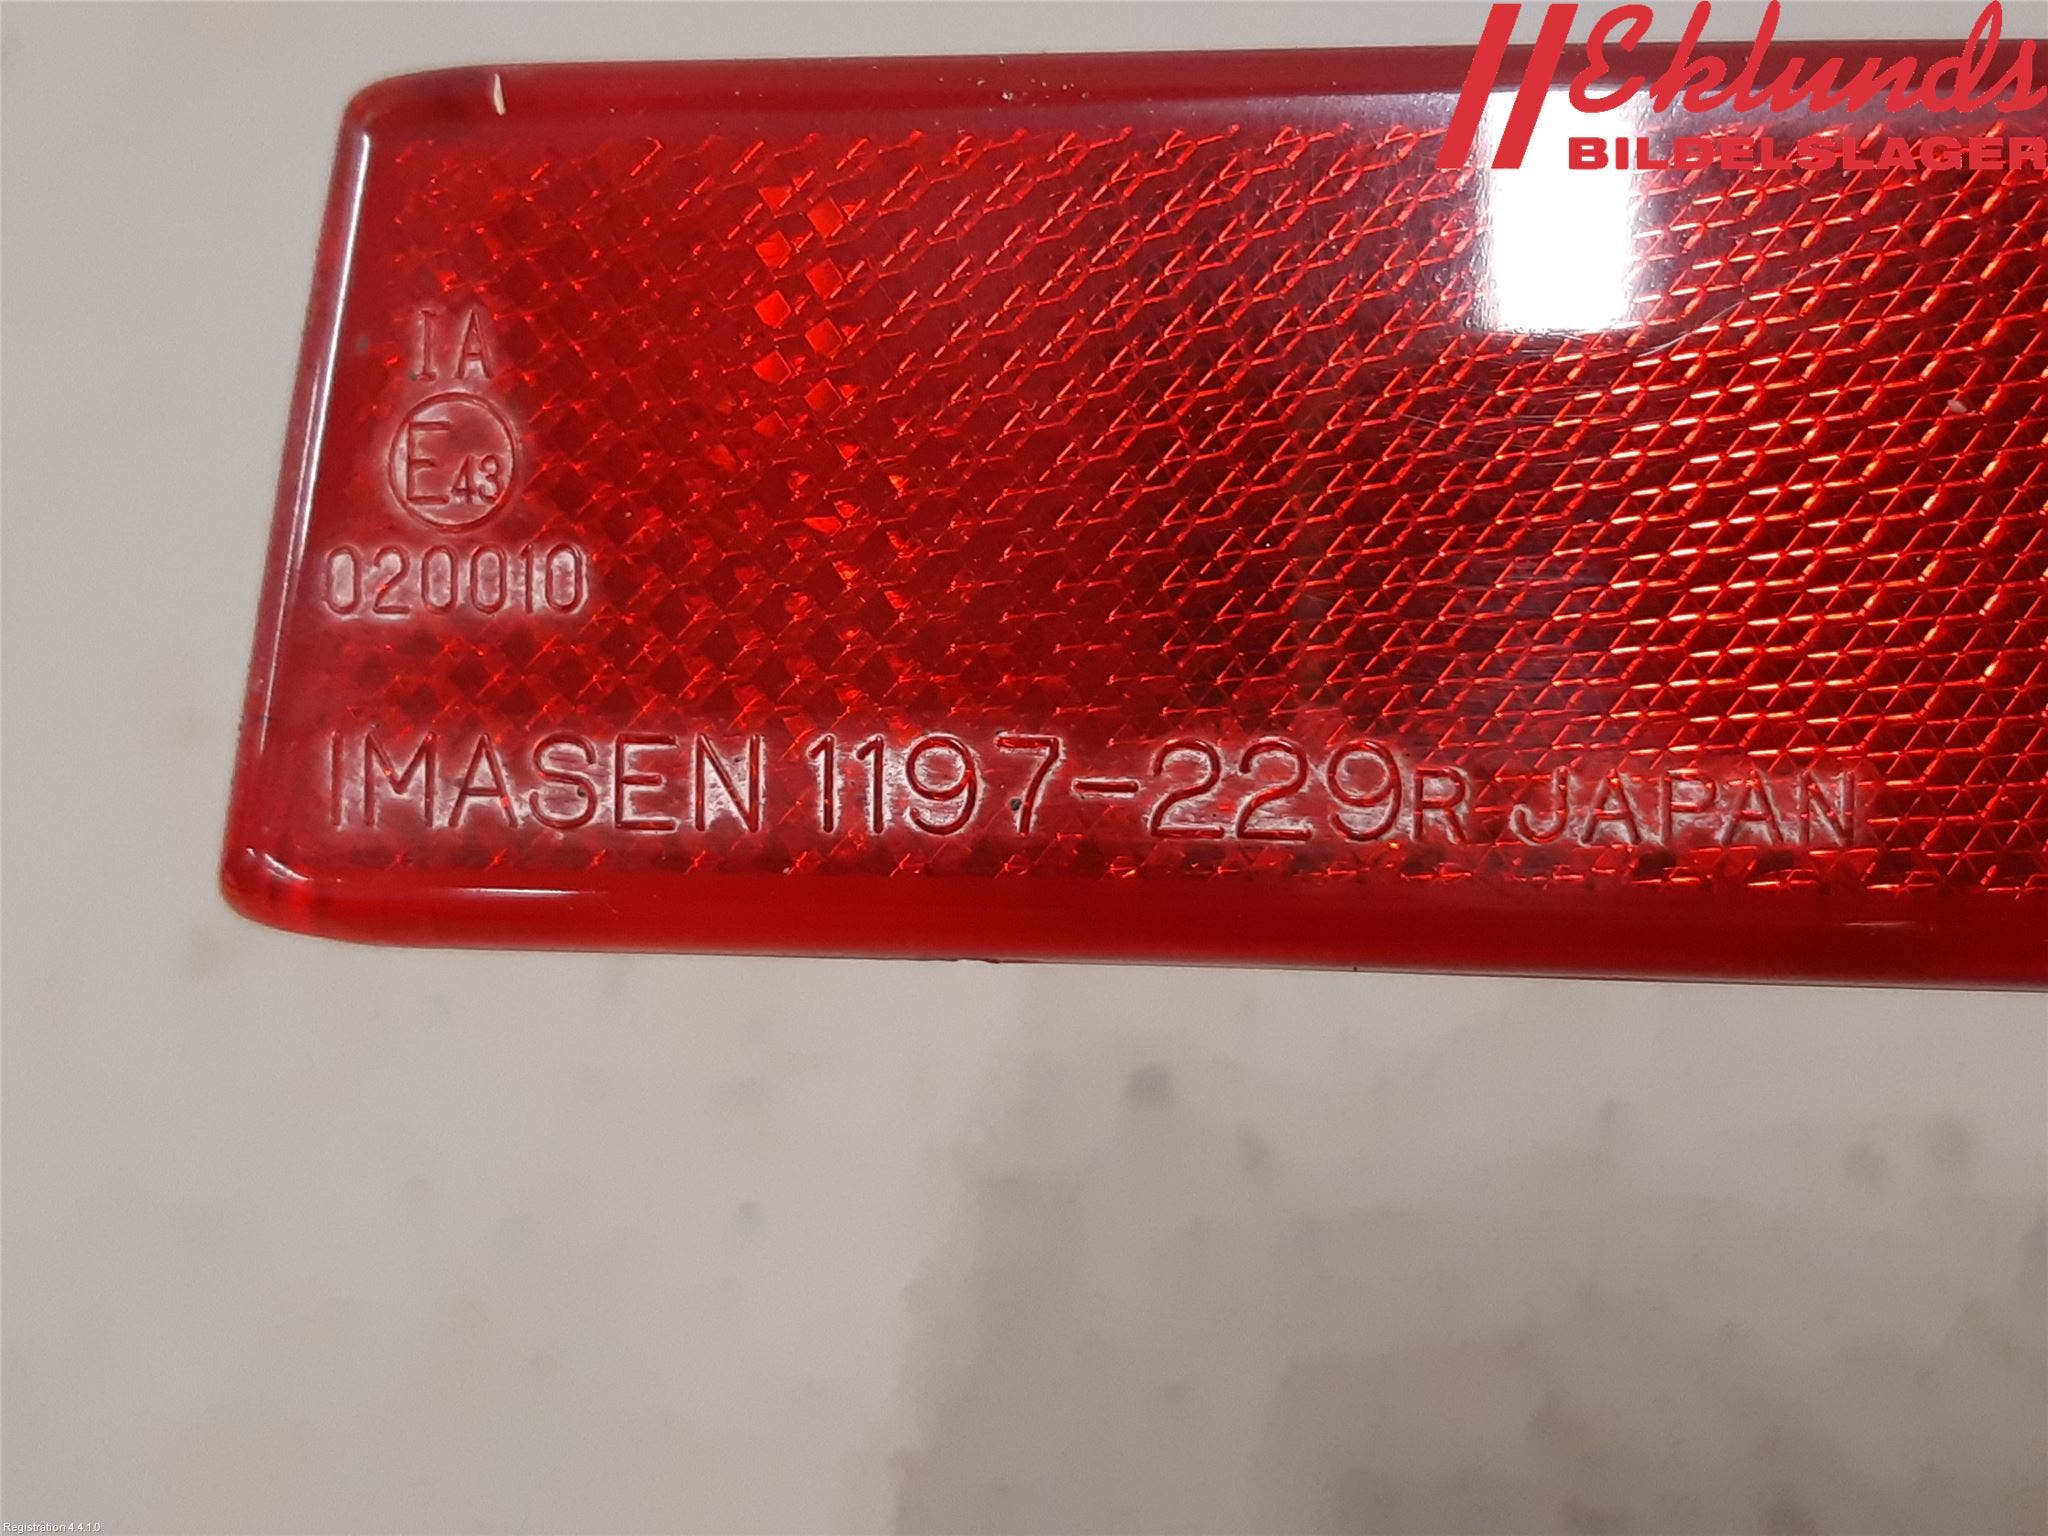 Eklunds
BILDELSLAGER
IA
E43
020010
IMASEN 1197-229R JAPAN
Registration 4.4.1.0